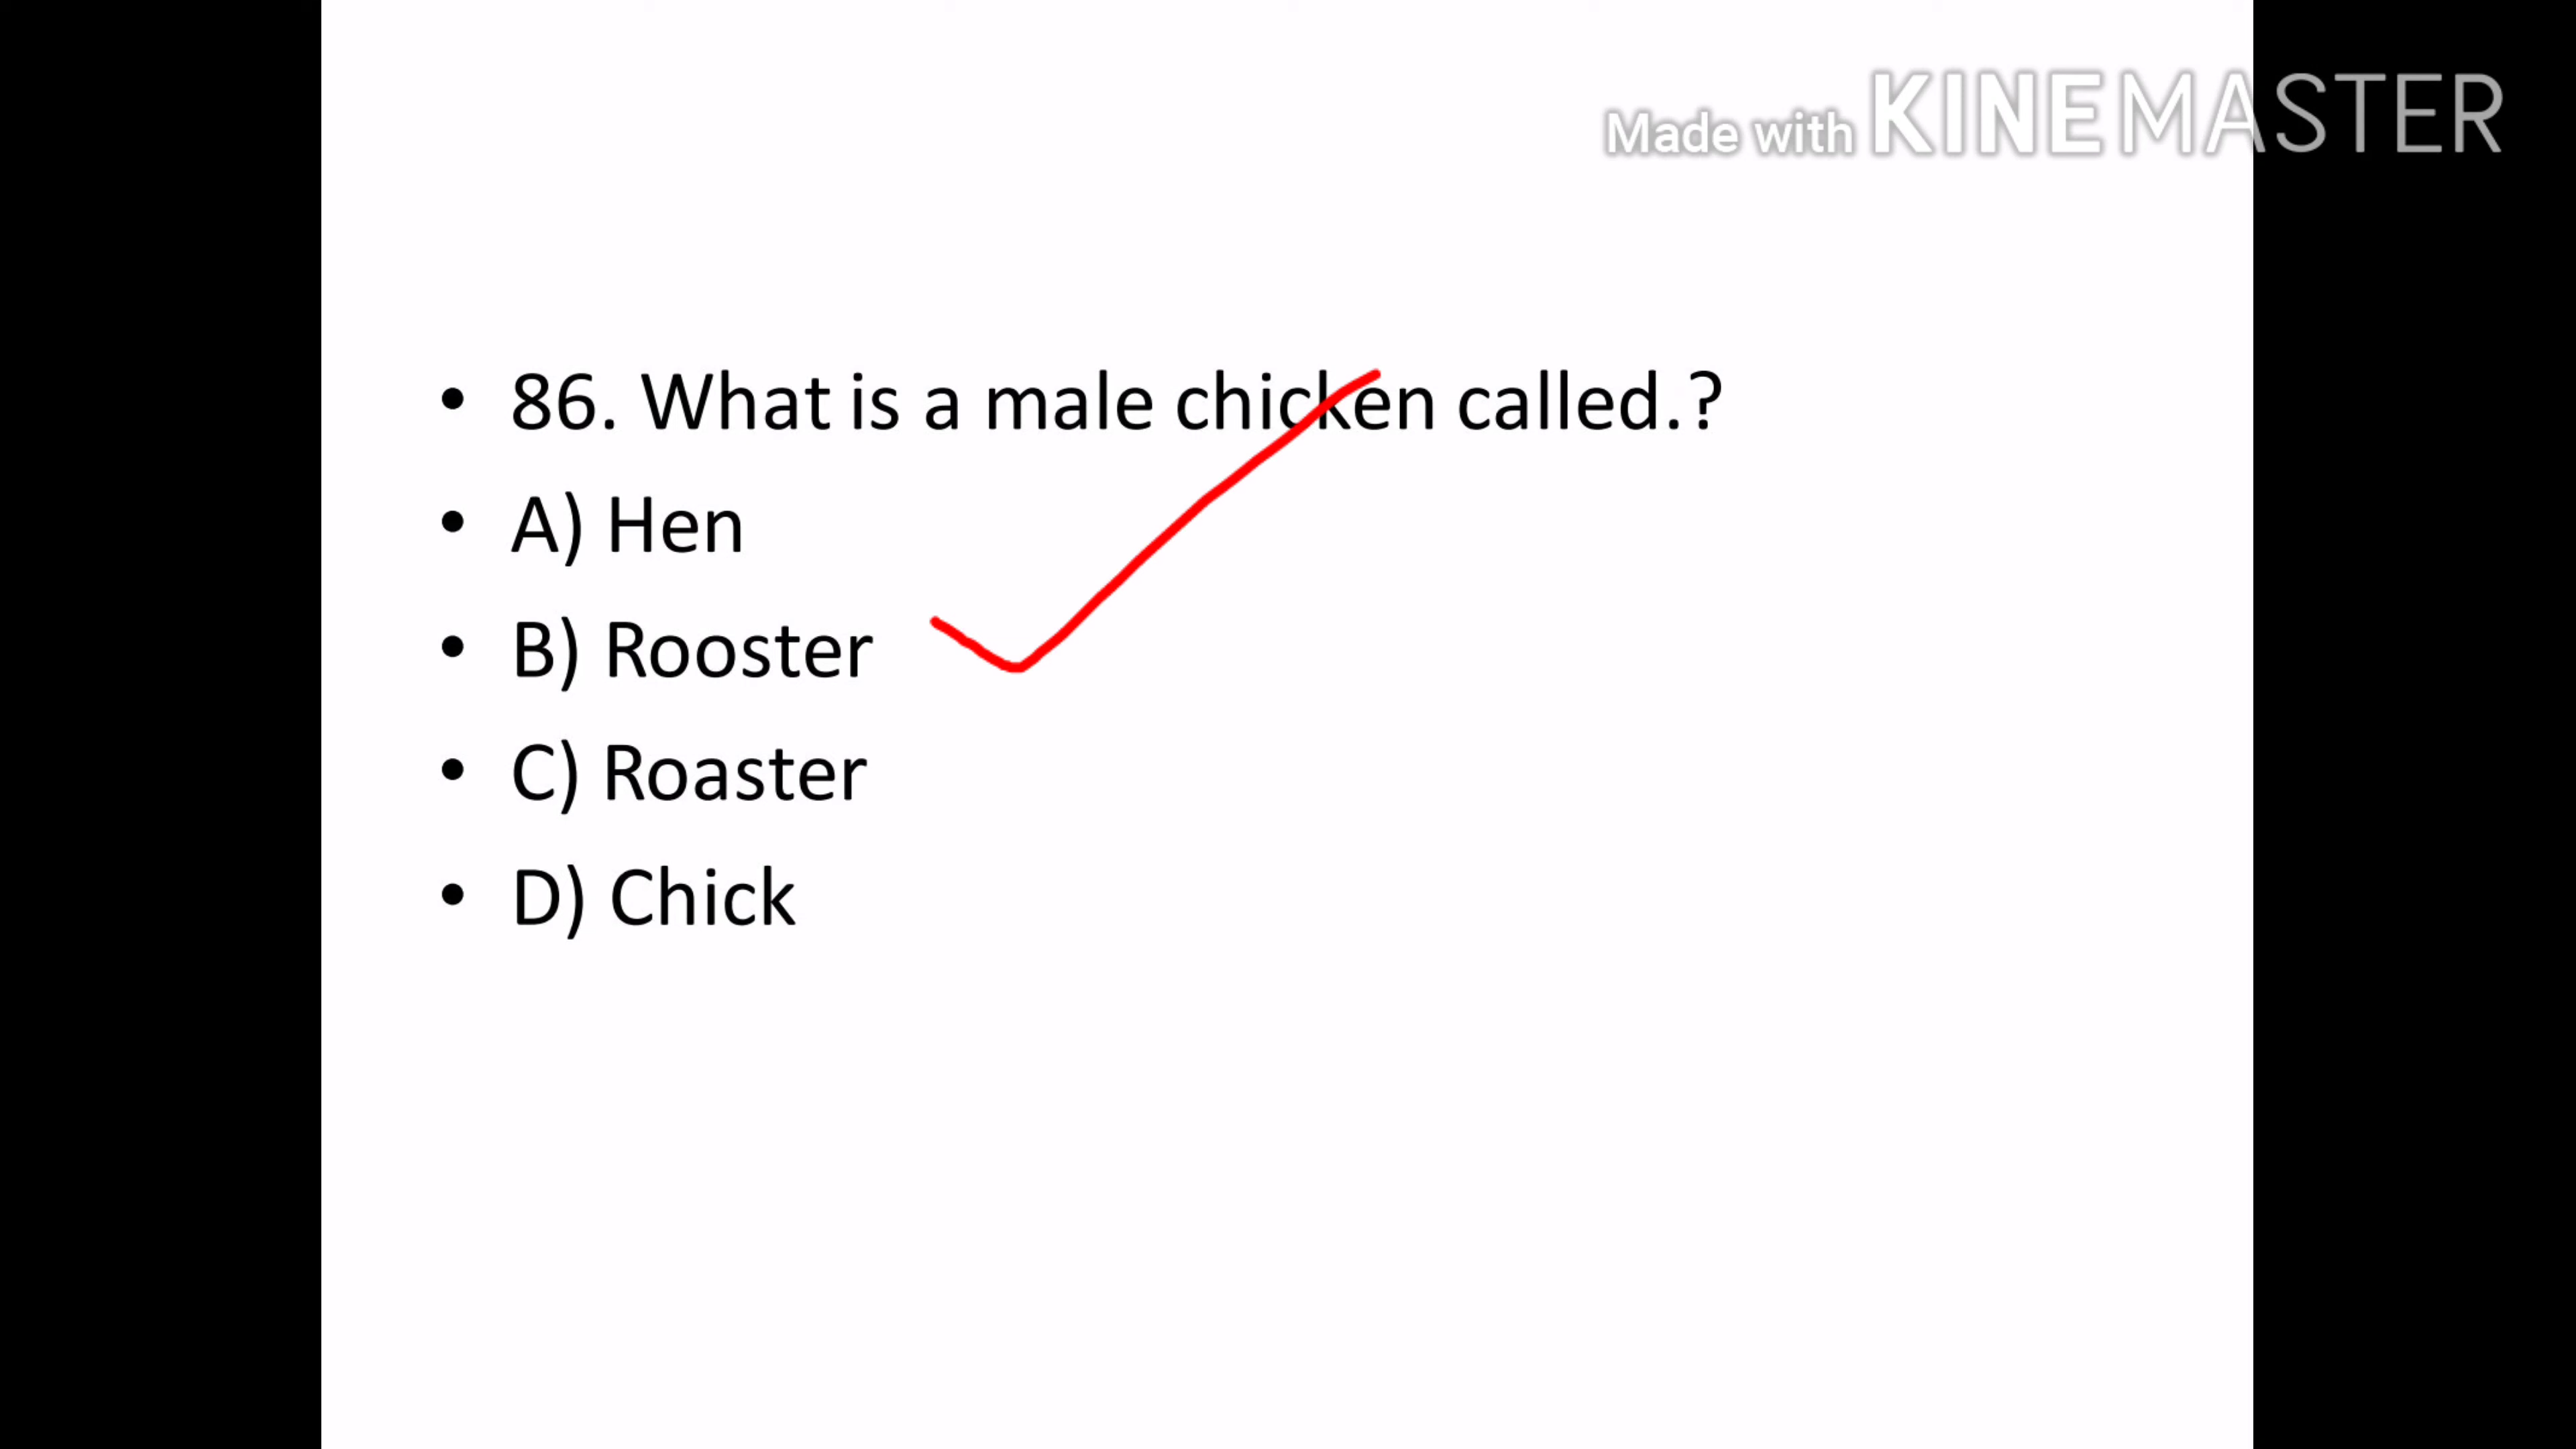 Made with KINEMASTER
• 86. What is a male chicken called.?
• A) Hen
• B) Rooster
• C) Roaster
• D) Chick